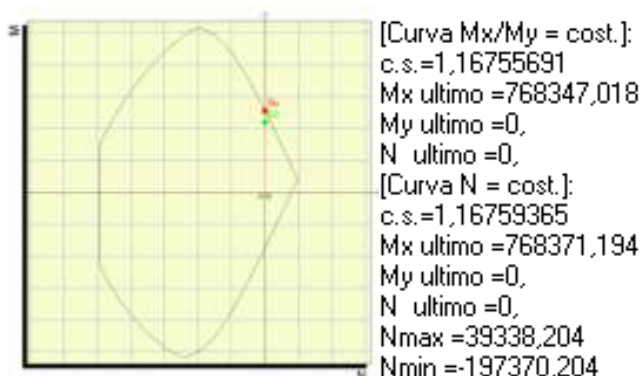 M
[Curva Mx/My = cost.]:
c.s.=1,16755691
Mx ultimo =768347,018
My ultimo =0,
N ultimo =0,
[Curva N = cost.]:
c.s.=1,16759365
Mx ultimo =768371,194
My ultimo =0,
N ultimo =0,
Nmax =39338,204
Nmin =-197370,204